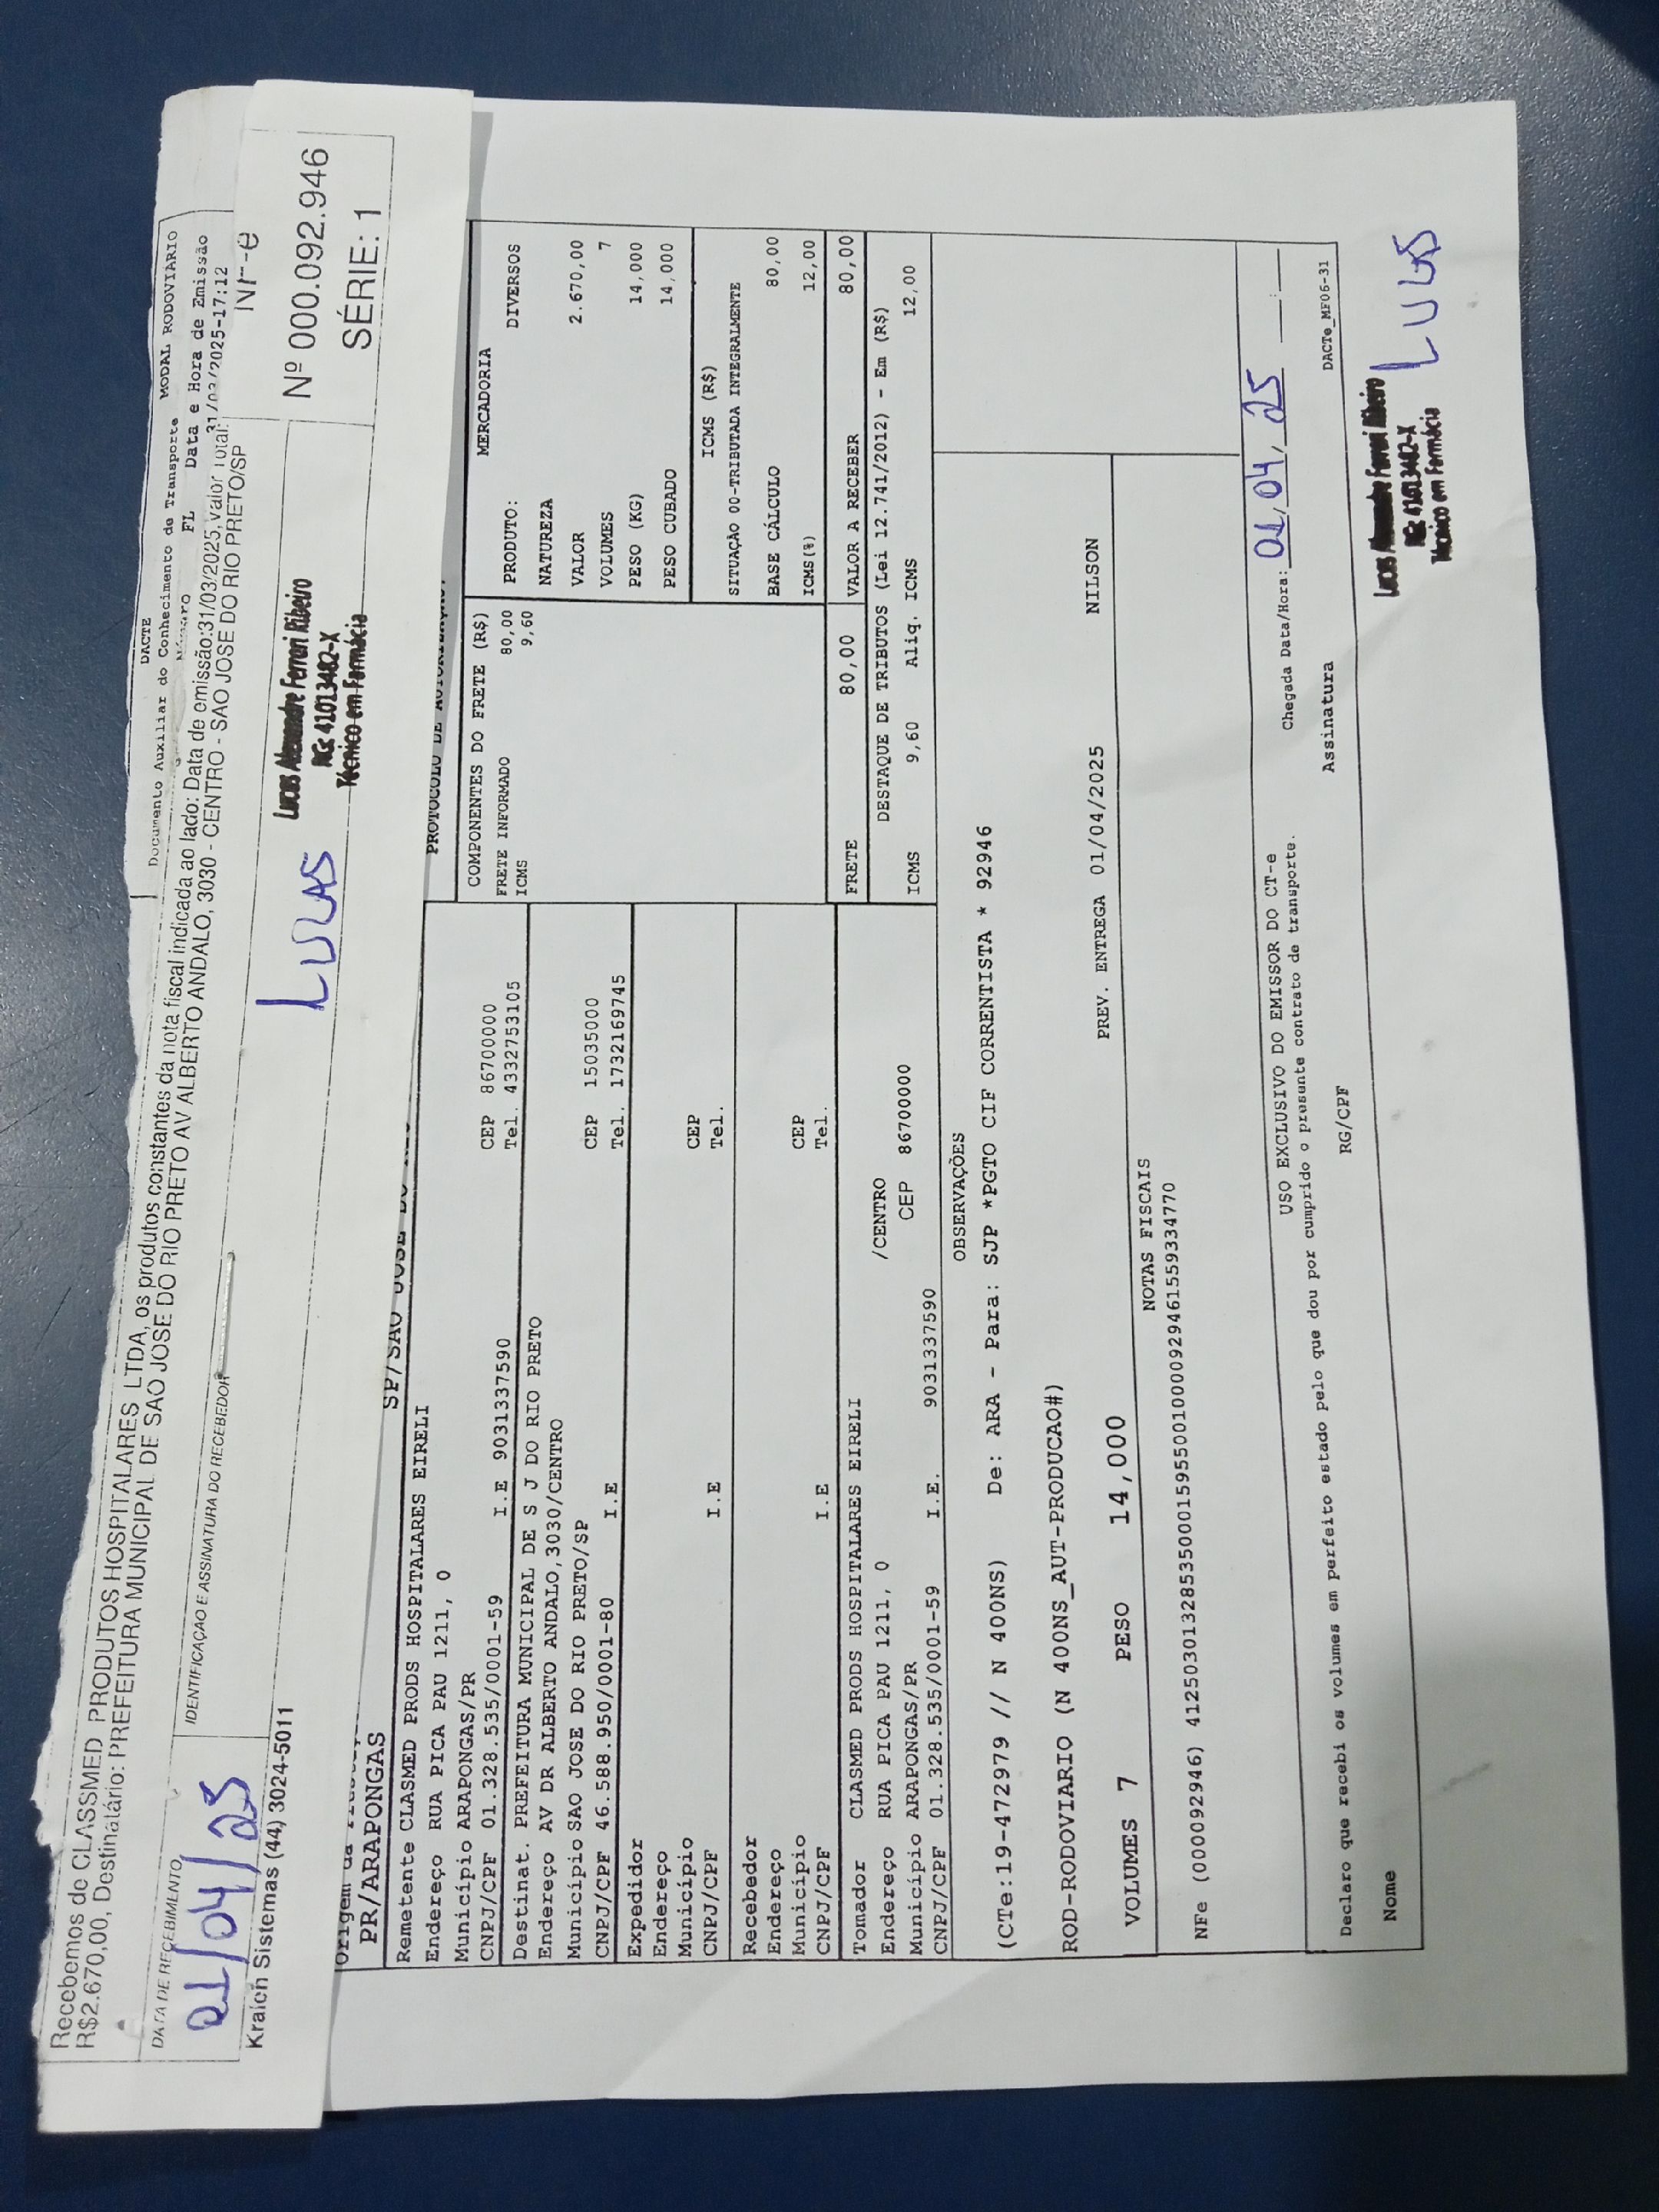 Recebemos de CLASSMED PRODUTOS HOSPITALARES LTDA, os produtos constantes da nota fiscal indicada ao lado: Data de emissão:31/03/2025,Valor Total:
R$2.670,00, Destinatário: PREFEITURA MUNICIPAL DE SAO JOSE DO RIO PRETO AV ALBERTO ANDALO, 3030 - CENTRO - SAO JOSE DO RIO PRETO/SP
DATA DE RECEBIMENTO
01/04/25
IDENTIFICAÇÃO E ASSINATURA DO RECEBEDOR
LUCAS
Lucas Alexandre Ferrari Ribeiro
RG: 41013482-X
Técnico em Farmácia
NF-e
Nº 000.092.946
SÉRIE: 1
Kraich Sistemas (44) 3024-5011
DACTE
Documento Auxiliar do Conhecimento de Transporte
MODAL RODOVIARIO
FL
Data e Hora de Emissão
31/03/2025-17:12
PROTOCOLO DE AUTORIZAÇÃO
PR/ARAPONGAS
Remetente CLASMED PRODS HOSPITALARES EIRELI
Endereço RUA PICA PAU 1211, 0
Município ARAPONGAS/PR CEP 86700000
CNPJ/CPF 01.328.535/0001-59 I.E 9031337590 Tel. 4332753105
Destinat. PREFEITURA MUNICIPAL DE S J DO RIO PRETO
Endereço AV DR ALBERTO ANDALO,3030/CENTRO
Município SAO JOSE DO RIO PRETO/SP CEP 15035000
CNPJ/CPF 46.588.950/0001-80 I.E Tel. 1732169745
Expedidor
Endereço
Município CEP
CNPJ/CPF I.E Tel.
Recebedor
Endereço
Município CEP
CNPJ/CPF I.E Tel.
Tomador CLASMED PRODS HOSPITALARES EIRELI
Endereço RUA PICA PAU 1211, 0 /CENTRO
Município ARAPONGAS/PR CEP 86700000
CNPJ/CPF 01.328.535/0001-59 I.E. 9031337590
COMPONENTES DO FRETE (R$)
FRETE INFORMADO 80,00
ICMS 9,60
MERCADORIA
PRODUTO: DIVERSOS
NATUREZA
VALOR 2.670,00
VOLUMES 7
PESO (KG) 14,000
PESO CUBADO 14,000
ICMS (R$)
SITUAÇÃO 00-TRIBUTADA INTEGRALMENTE
BASE CÁLCULO 80,00
ICMS(%) 12,00
FRETE 80,00 VALOR A RECEBER 80,00
DESTAQUE DE TRIBUTOS (Lei 12.741/2012) - Em (R$)
ICMS 9,60 Aliq. ICMS 12,00
OBSERVAÇÕES
(CTe:19-472979 // N 400NS) De: ARA - Para: SJP *PGTO CIF CORRENTISTA * 92946
ROD-RODOVIARIO (N 400NS_AUT-PRODUCAO#)
PREV. ENTREGA 01/04/2025 NILSON
VOLUMES 7 PESO 14,000
NOTAS FISCAIS
NFe (000092946) 41250301328535000159550010000929461559334770
USO EXCLUSIVO DO EMISSOR DO CT-e
Chegada Data/Hora: 01/04/25 __:__
Declaro que recebi os volumes em perfeito estado pelo que dou por cumprido o presente contrato de transporte.
Nome RG/CPF Assinatura DACTe_MF06-31
Lucas Alexandre Ferrari Ribeiro
RG: 41013482-X
Técnico em Farmácia
LUCAS